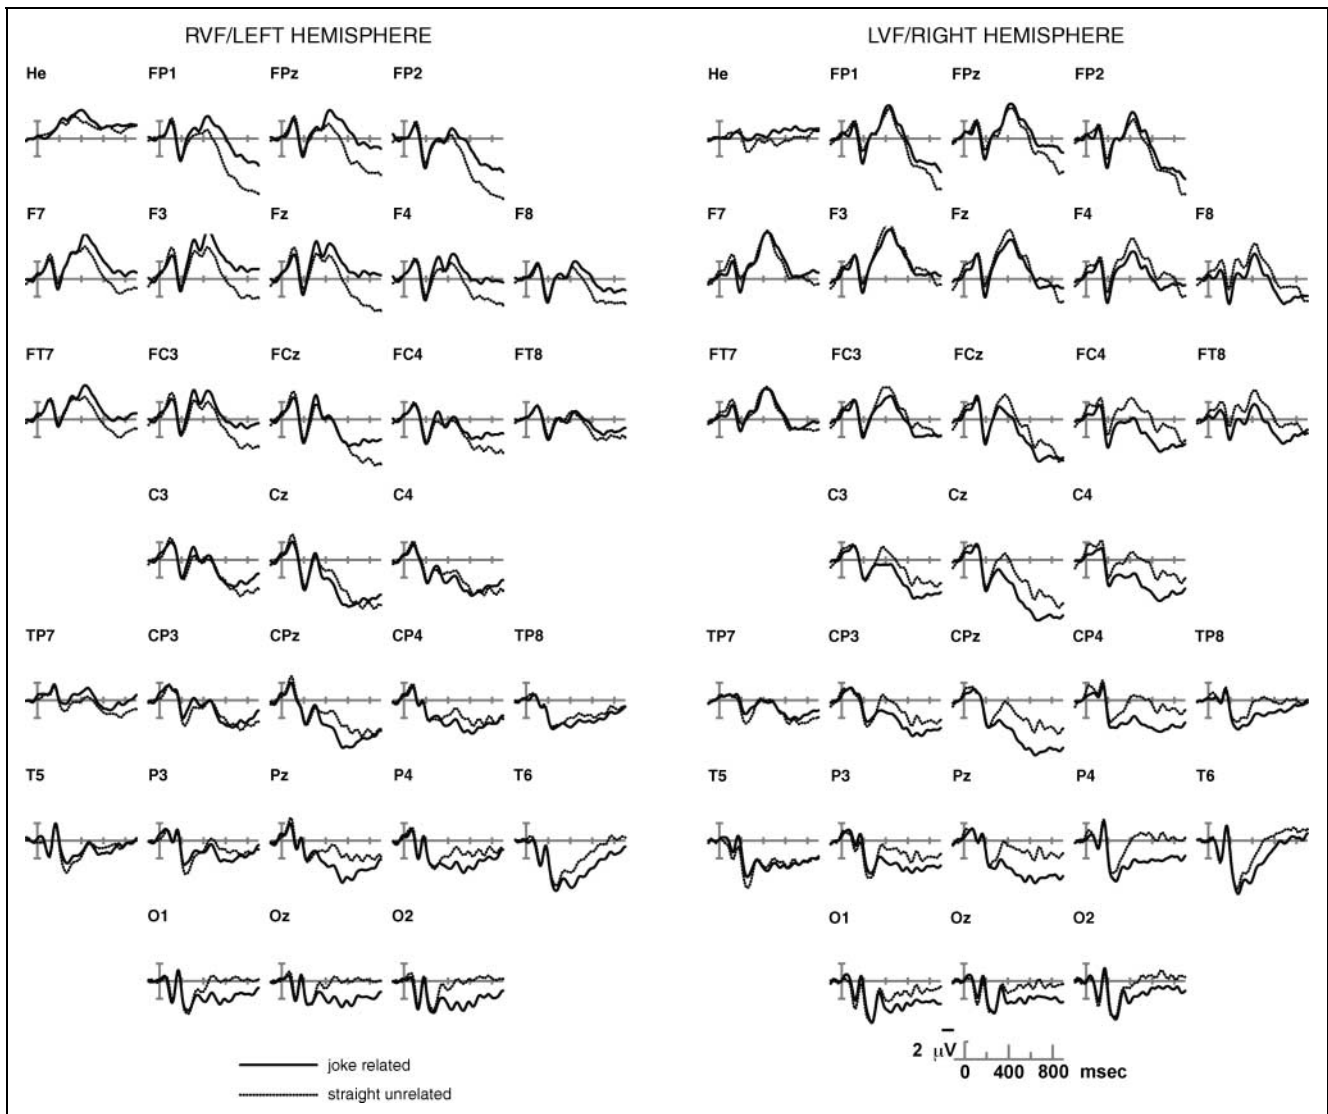 RVF/LEFT HEMISPHERE
He FP1 FPz FP2
F7 F3 Fz F4 F8
FT7 FC3 FCz FC4 FT8
C3 Cz C4
TP7 CP3 CPz CP4 TP8
T5 P3 Pz P4 T6
O1 Oz O2
joke related
straight unrelated
LVF/RIGHT HEMISPHERE
He FP1 FPz FP2
F7 F3 Fz F4 F8
FT7 FC3 FCz FC4 FT8
C3 Cz C4
TP7 CP3 CPz CP4 TP8
T5 P3 Pz P4 T6
O1 Oz O2
2 μV
0 400 800 msec